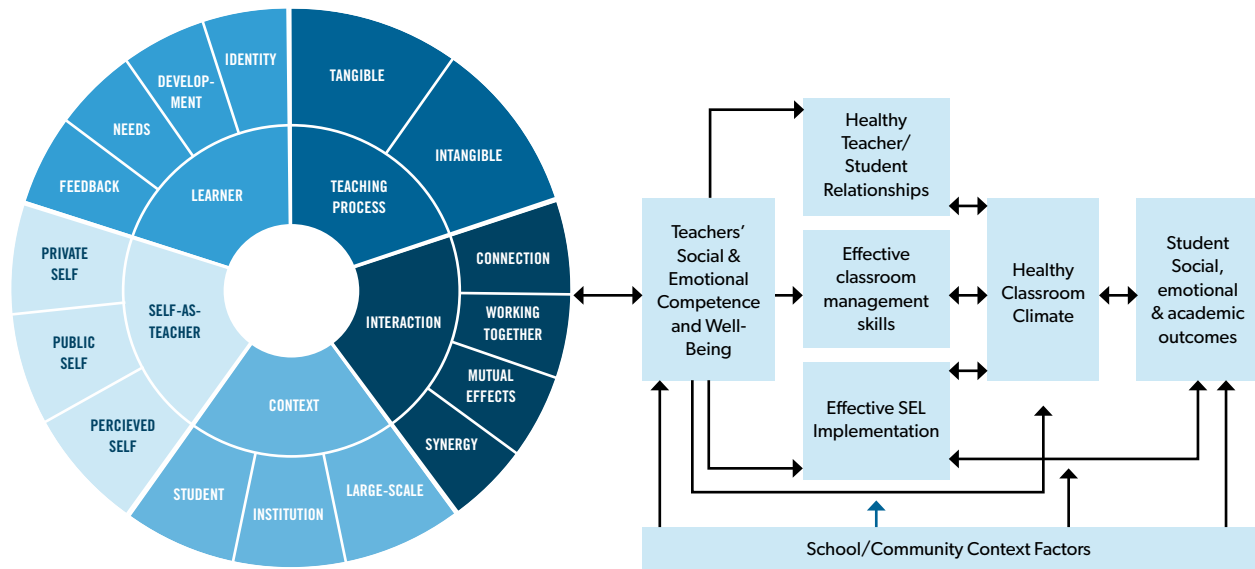 IDENTITY
DEVELOP-
MENT
NEEDS
FEEDBACK
LEARNER
TANGIBLE
INTANGIBLE
TEACHING
PROCESS
CONNECTION
WORKING
TOGETHER
MUTUAL
EFFECTS
SYNERGY
INTERACTION
PRIVATE
SELF
PUBLIC
SELF
PERCIEVED
SELF
SELF-AS-
TEACHER
CONTEXT
STUDENT
INSTITUTION
LARGE-SCALE
Teachers’
Social &
Emotional
Competence
and Well-
Being
Healthy
Teacher/
Student
Relationships
Effective
classroom
management
skills
Effective SEL
Implementation
Healthy
Classroom
Climate
Student
Social,
emotional
& academic
outcomes
School/Community Context Factors